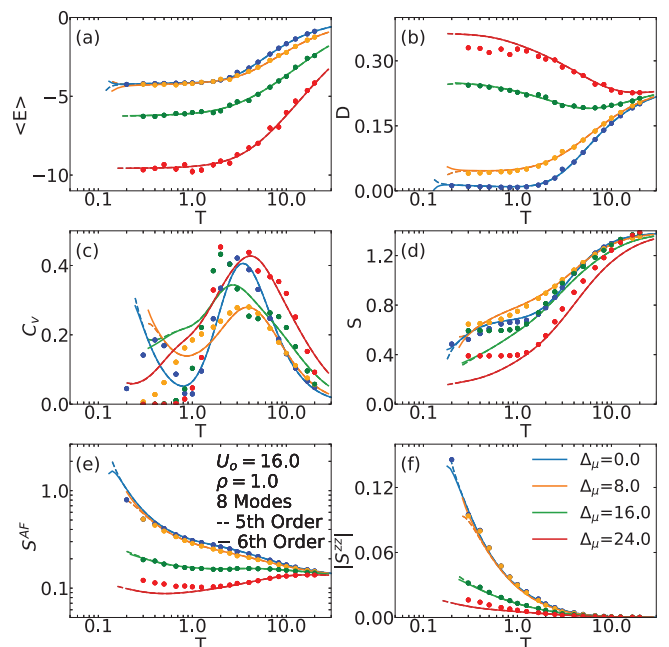 (a)
<E>
−5
−10
0.1
1.0
10.0
T
(b)
D
0.30
0.15
0.00
0.1
1.0
10.0
T
(c)
C_v
0.4
0.2
0.0
0.1
1.0
10.0
T
(d)
S
1.6
1.2
0.8
0.4
0.0
0.1
1.0
10.0
T
(e)
S^{AF}
1.0
0.1
U_o = 16.0
ρ = 1.0
8 Modes
-- 5th Order
− 6th Order
0.1
1.0
10.0
T
(f)
|S^{zz}|
0.12
0.06
0.00
Δ_μ=0.0
Δ_μ=8.0
Δ_μ=16.0
Δ_μ=24.0
0.1
1.0
10.0
T